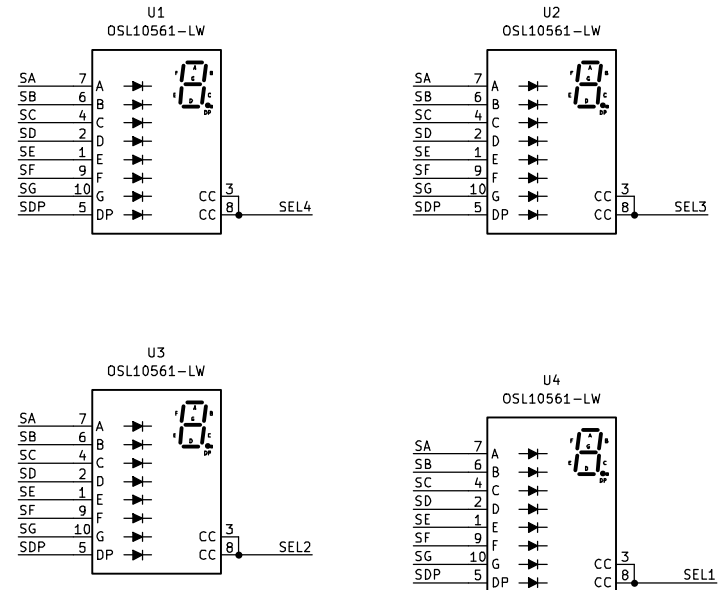 U1
OSL10561-LW
SA 7 A
SB 6 B
SC 4 C
SD 2 D
SE 1 E
SF 9 F
SG 10 G CC 3
SDP 5 DP CC 8 SEL4
A
F G B
E D C
DP
U2
OSL10561-LW
SA 7 A
SB 6 B
SC 4 C
SD 2 D
SE 1 E
SF 9 F
SG 10 G CC 3
SDP 5 DP CC 8 SEL3
A
F G B
E D C
DP
U3
OSL10561-LW
SA 7 A
SB 6 B
SC 4 C
SD 2 D
SE 1 E
SF 9 F
SG 10 G CC 3
SDP 5 DP CC 8 SEL2
A
F G B
E D C
DP
U4
OSL10561-LW
SA 7 A
SB 6 B
SC 4 C
SD 2 D
SE 1 E
SF 9 F
SG 10 G CC 3
SDP 5 DP CC 8 SEL1
A
F G B
E D C
DP